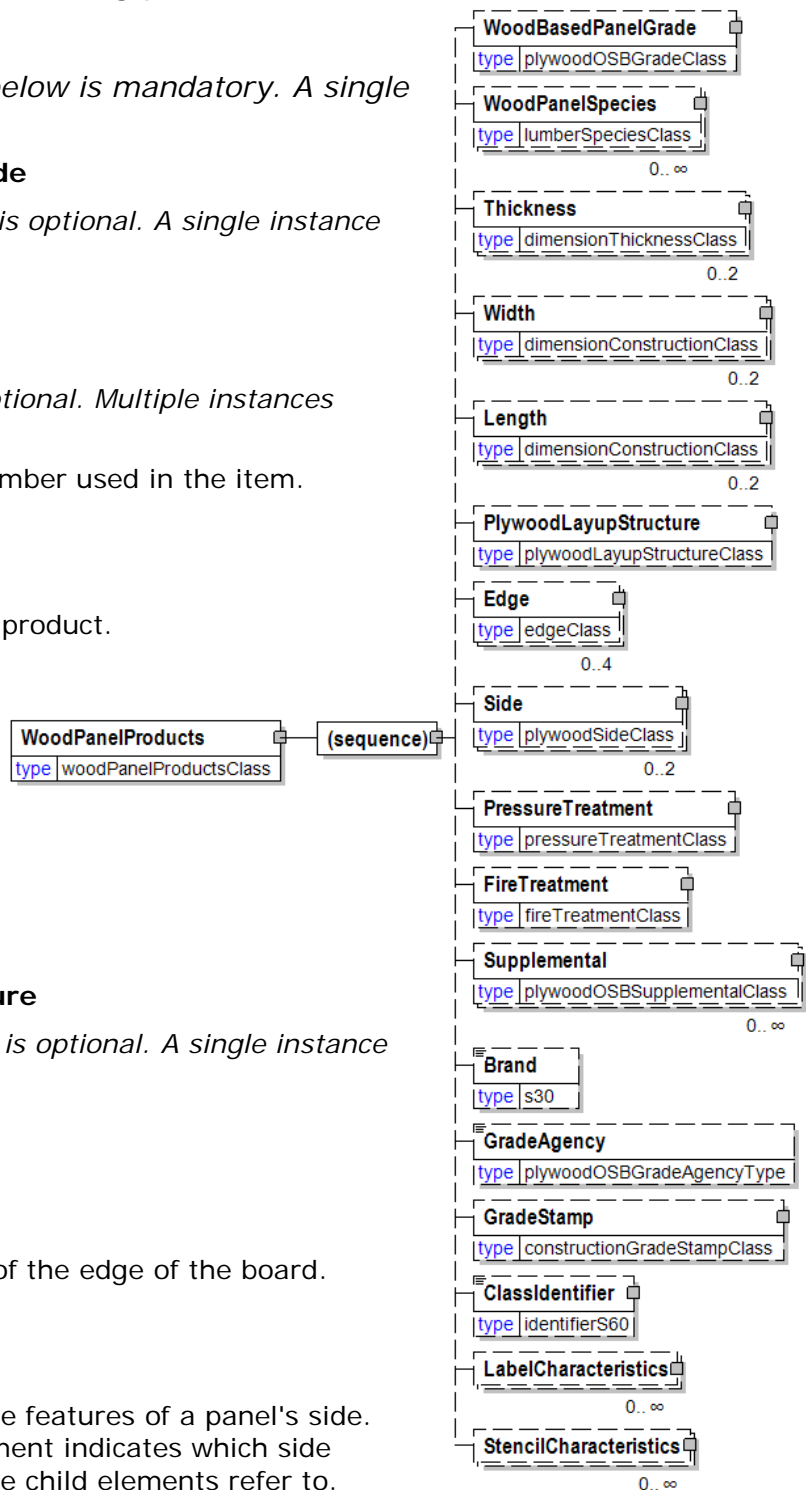 below is mandatory. A single
de
is optional. A single instance
tional. Multiple instances
mber used in the item.
product.
ure
is optional. A single instance
of the edge of the board.
e features of a panel's side.
ment indicates which side
e child elements refer to.
WoodPanelProducts
type woodPanelProductsClass
(sequence)
WoodBasedPanelGrade
type plywoodOSBGradeClass
WoodPanelSpecies
type lumberSpeciesClass
0..∞
Thickness
type dimensionThicknessClass
0..2
Width
type dimensionConstructionClass
0..2
Length
type dimensionConstructionClass
0..2
PlywoodLayupStructure
type plywoodLayupStructureClass
Edge
type edgeClass
0..4
Side
type plywoodSideClass
0..2
PressureTreatment
type pressureTreatmentClass
FireTreatment
type fireTreatmentClass
Supplemental
type plywoodOSBSupplementalClass
0..∞
Brand
type s30
GradeAgency
type plywoodOSBGradeAgencyType
GradeStamp
type constructionGradeStampClass
ClassIdentifier
type identifierS60
LabelCharacteristics
0..∞
StencilCharacteristics
0..∞